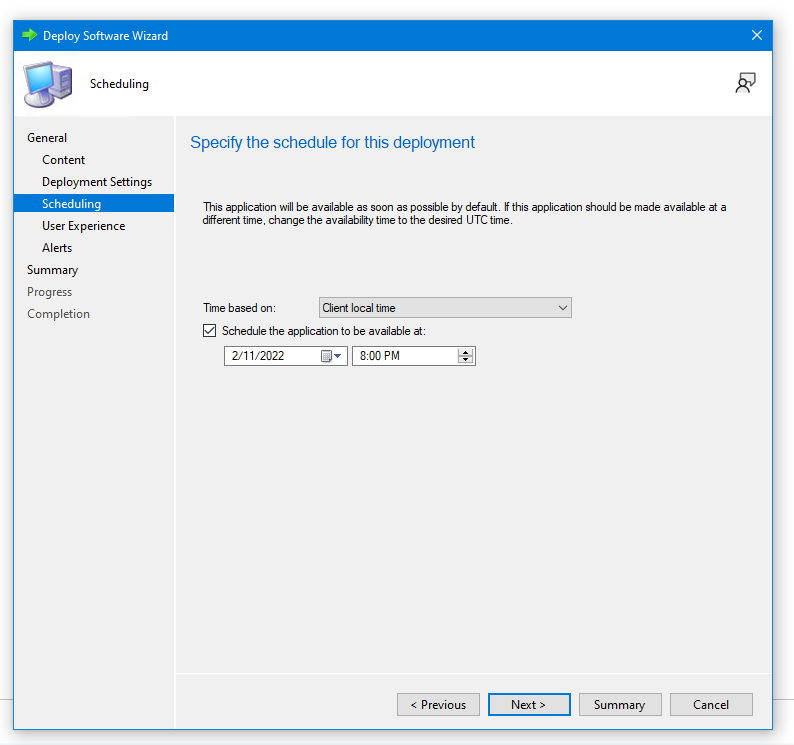 Deploy Software Wizard
Scheduling
General
Content
Deployment Settings
Scheduling
User Experience
Alerts
Summary
Progress
Completion
Specify the schedule for this deployment
This application will be available as soon as possible by default. If this application should be made available at a
different time, change the availability time to the desired UTC time.
Time based on: Client local time
Schedule the application to be available at:
2/11/2022 8:00 PM
< Previous Next > Summary Cancel